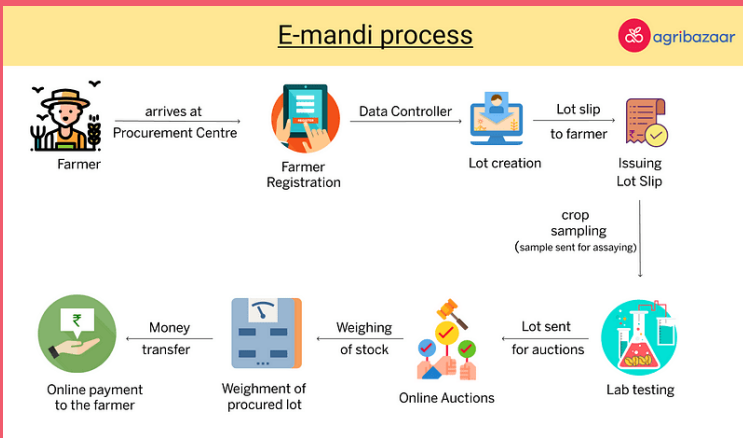 E-mandi process
agribazaar
arrives at
Procurement Centre
Data Controller
Lot slip
to farmer
Farmer
Farmer
Registration
Lot creation
Issuing
Lot Slip
crop
sampling
(sample sent for assaying)
₹
₹
Money
transfer
Weighing
of stock
Lot sent
for auctions
Online payment
to the farmer
Weighment of
procured lot
Online Auctions
Lab testing